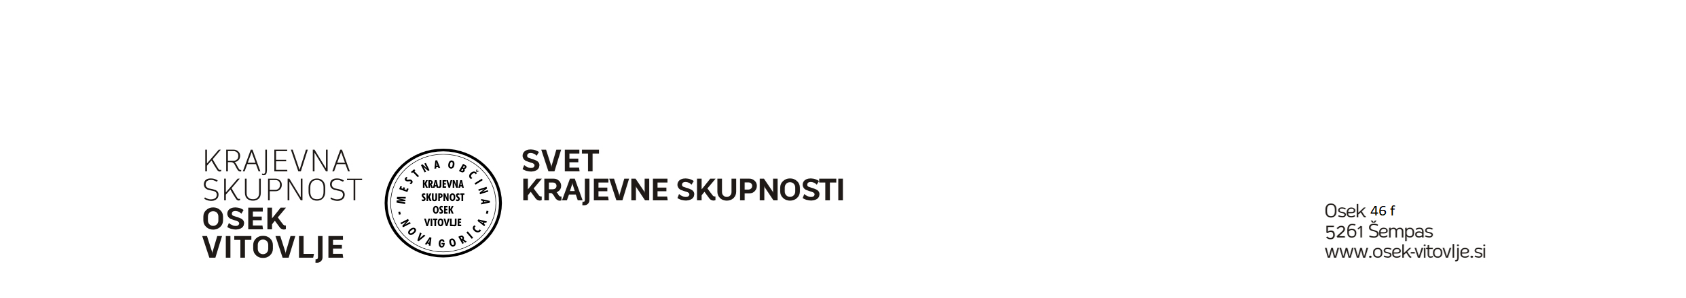 KRAJEVNA
SKUPNOST
OSEK
VITOVLJE
MESTNA OBČINA
KRAJEVNA
SKUPNOST
OSEK
VITOVLJE
- NOVA GORICA -
SVET
KRAJEVNE SKUPNOSTI
Osek 46 f
5261 Šempas
www.osek-vitovlje.si